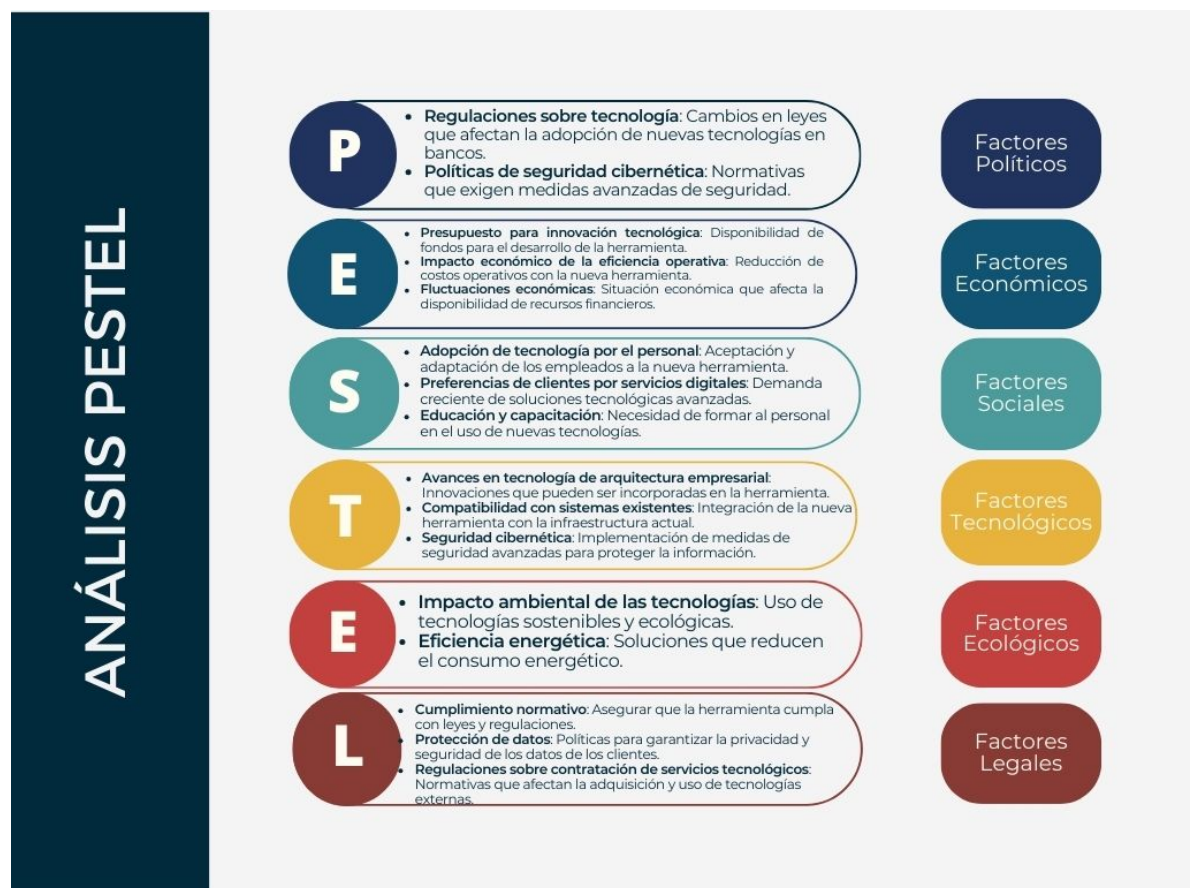 ANÁLISIS PESTEL
P
• Regulaciones sobre tecnología: Cambios en leyes
que afectan la adopción de nuevas tecnologías en
bancos.
• Políticas de seguridad cibernética: Normativas
que exigen medidas avanzadas de seguridad.
Factores
Políticos
E
• Presupuesto para innovación tecnológica: Disponibilidad de
fondos para el desarrollo de la herramienta.
• Impacto económico de la eficiencia operativa: Reducción de
costos operativos con la nueva herramienta.
• Fluctuaciones económicas: Situación económica que afecta la
disponibilidad de recursos financieros.
Factores
Económicos
S
• Adopción de tecnología por el personal: Aceptación y
adaptación de los empleados a la nueva herramienta.
• Preferencias de clientes por servicios digitales: Demanda
creciente de soluciones tecnológicas avanzadas.
• Educación y capacitación: Necesidad de formar al personal
en el uso de nuevas tecnologías.
Factores
Sociales
T
• Avances en tecnología de arquitectura empresarial:
Innovaciones que pueden ser incorporadas en la herramienta.
• Compatibilidad con sistemas existentes: Integración de la nueva
herramienta con la infraestructura actual.
• Seguridad cibernética: Implementación de medidas de
seguridad avanzadas para proteger la información.
Factores
Tecnológicos
E
• Impacto ambiental de las tecnologías: Uso de
tecnologías sostenibles y ecológicas.
• Eficiencia energética: Soluciones que reducen
el consumo energético.
Factores
Ecológicos
L
• Cumplimiento normativo: Asegurar que la herramienta cumpla
con leyes y regulaciones.
• Protección de datos: Políticas para garantizar la privacidad y
seguridad de los datos de los clientes.
• Regulaciones sobre contratación de servicios tecnológicos:
Normativas que afectan la adquisición y uso de tecnologías
externas.
Factores
Legales